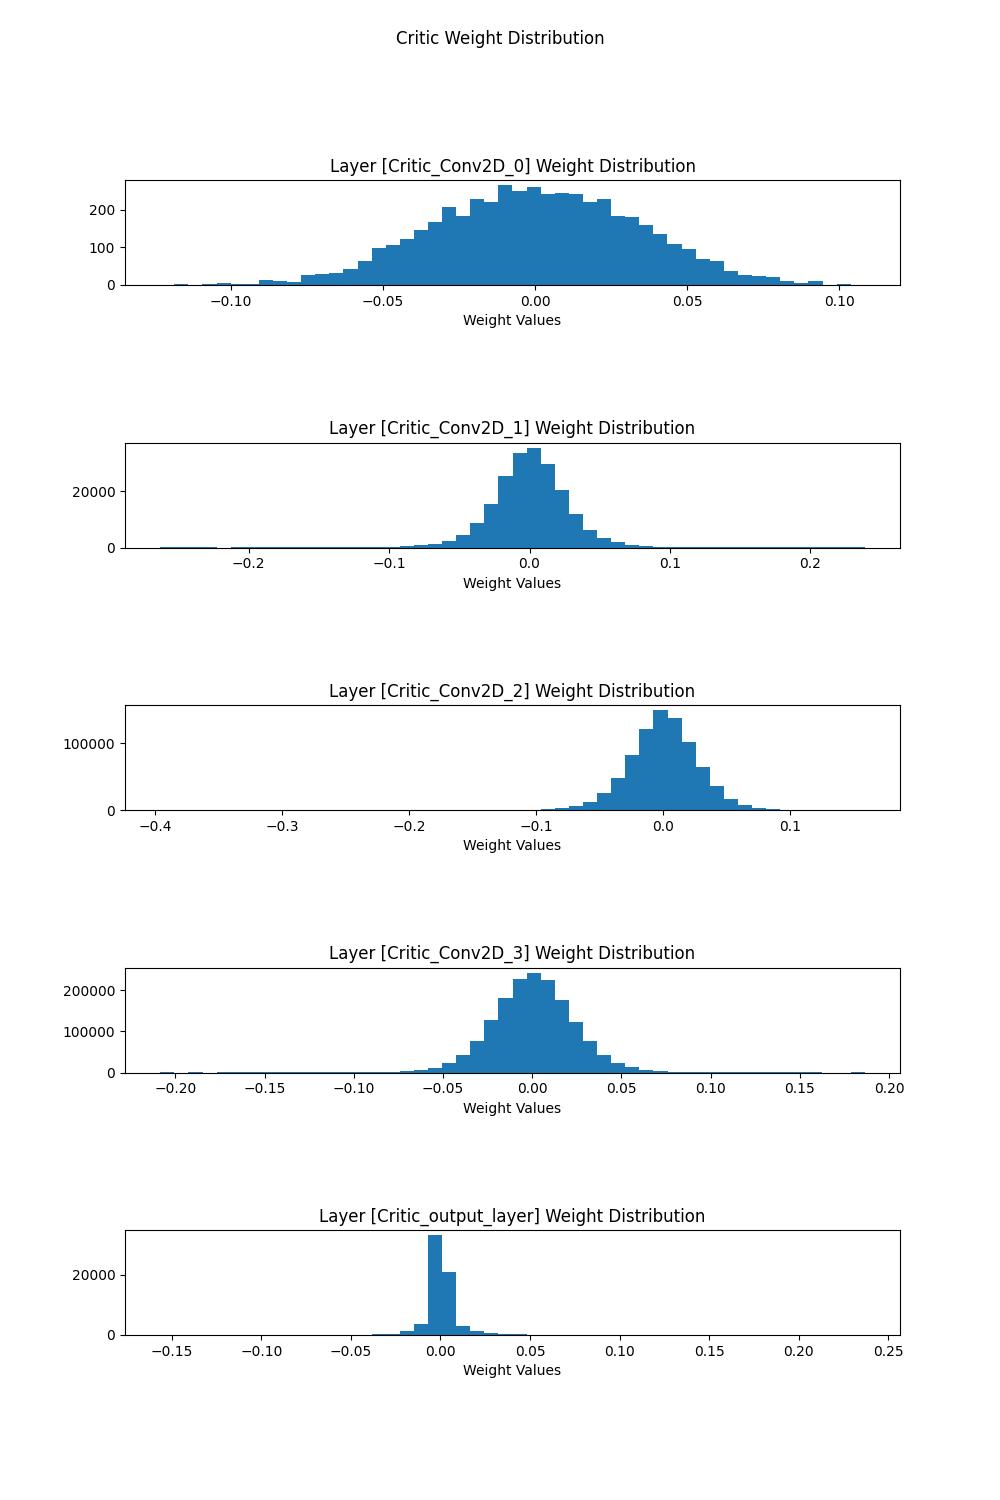 Critic Weight Distribution
Layer [Critic_Conv2D_0] Weight Distribution
200
100
0
−0.10 −0.05 0.00 0.05 0.10
Weight Values
Layer [Critic_Conv2D_1] Weight Distribution
20000
0
−0.2 −0.1 0.0 0.1 0.2
Weight Values
Layer [Critic_Conv2D_2] Weight Distribution
100000
0
−0.4 −0.3 −0.2 −0.1 0.0 0.1
Weight Values
Layer [Critic_Conv2D_3] Weight Distribution
200000
100000
0
−0.20 −0.15 −0.10 −0.05 0.00 0.05 0.10 0.15 0.20
Weight Values
Layer [Critic_output_layer] Weight Distribution
20000
0
−0.15 −0.10 −0.05 0.00 0.05 0.10 0.15 0.20 0.25
Weight Values